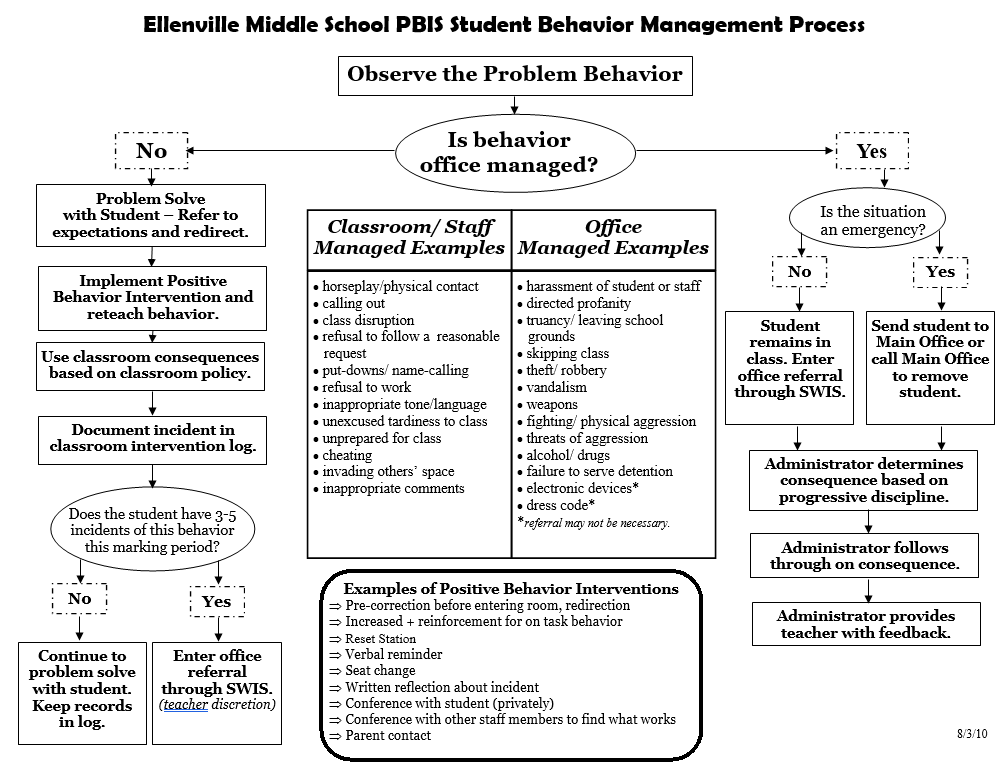 Ellenville Middle School PBIS Student Behavior Management Process
Observe the Problem Behavior
Is behavior
office managed?
No
Problem Solve
with Student – Refer to
expectations and redirect.
Implement Positive
Behavior Intervention and
reteach behavior.
Use classroom consequences
based on classroom policy.
Document incident in
classroom intervention log.
Does the student have 3-5
incidents of this behavior
this marking period?
No
Continue to
problem solve
with student.
Keep records
in log.
Yes
Enter office
referral
through SWIS.
(teacher discretion)
Classroom/ Staff
Managed Examples
• horseplay/physical contact
• calling out
• class disruption
• refusal to follow a reasonable
request
• put-downs/ name-calling
• refusal to work
• inappropriate tone/language
• unexcused tardiness to class
• unprepared for class
• cheating
• invading others’ space
• inappropriate comments
Office
Managed Examples
• harassment of student or staff
• directed profanity
• truancy/ leaving school
grounds
• skipping class
• theft/ robbery
• vandalism
• weapons
• fighting/ physical aggression
• threats of aggression
• alcohol/ drugs
• failure to serve detention
• electronic devices*
• dress code*
*referral may not be necessary.
Examples of Positive Behavior Interventions
⇒ Pre-correction before entering room, redirection
⇒ Increased + reinforcement for on task behavior
⇒ Reset Station
⇒ Verbal reminder
⇒ Seat change
⇒ Written reflection about incident
⇒ Conference with student (privately)
⇒ Conference with other staff members to find what works
⇒ Parent contact
Yes
Is the situation
an emergency?
No
Student
remains in
class. Enter
office referral
through SWIS.
Yes
Send student to
Main Office or
call Main Office
to remove
student.
Administrator determines
consequence based on
progressive discipline.
Administrator follows
through on consequence.
Administrator provides
teacher with feedback.
8/3/10